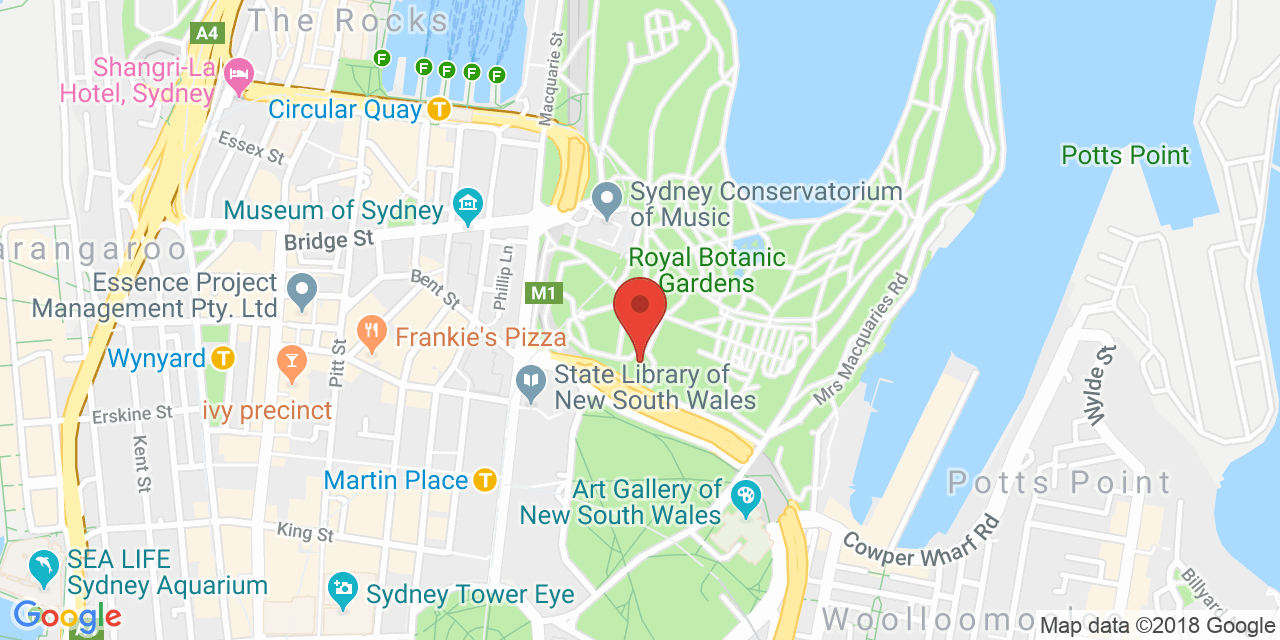 The Rocks
A4
Macquarie St
Shangri-La
Hotel, Sydney
F
F
F
F
F
Circular Quay T
Essex St
Potts Point
Sydney Conservatorium
of Music
Museum of Sydney
Bridge St
arangaroo
Phillip Ln
Royal Botanic
Gardens
Essence Project
Management Pty. Ltd
Bent St
M1
Mrs Macquaries Rd
Frankie's Pizza
Wynyard T
Pitt St
State Library of
New South Wales
Wylde St
ivy precinct
Erskine St
Kent St
Martin Place T
Potts Point
Art Gallery of
New South Wales
King St
Cowper Wharf Rd
SEA LIFE
Sydney Aquarium
Sydney Tower Eye
Billyard
Woolloomo
Google
Map data ©2018 Google